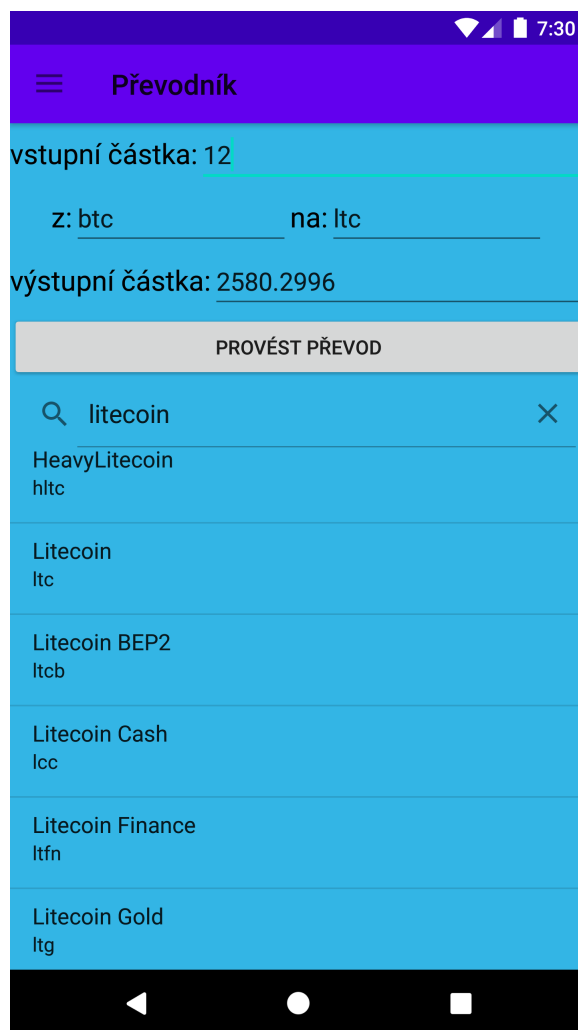 7:30
Převodník
vstupní částka: 12
z: btc na: ltc
výstupní částka: 2580.2996
PROVÉST PŘEVOD
litecoin
HeavyLitecoin
hltc
Litecoin
ltc
Litecoin BEP2
ltcb
Litecoin Cash
lcc
Litecoin Finance
ltfn
Litecoin Gold
ltg